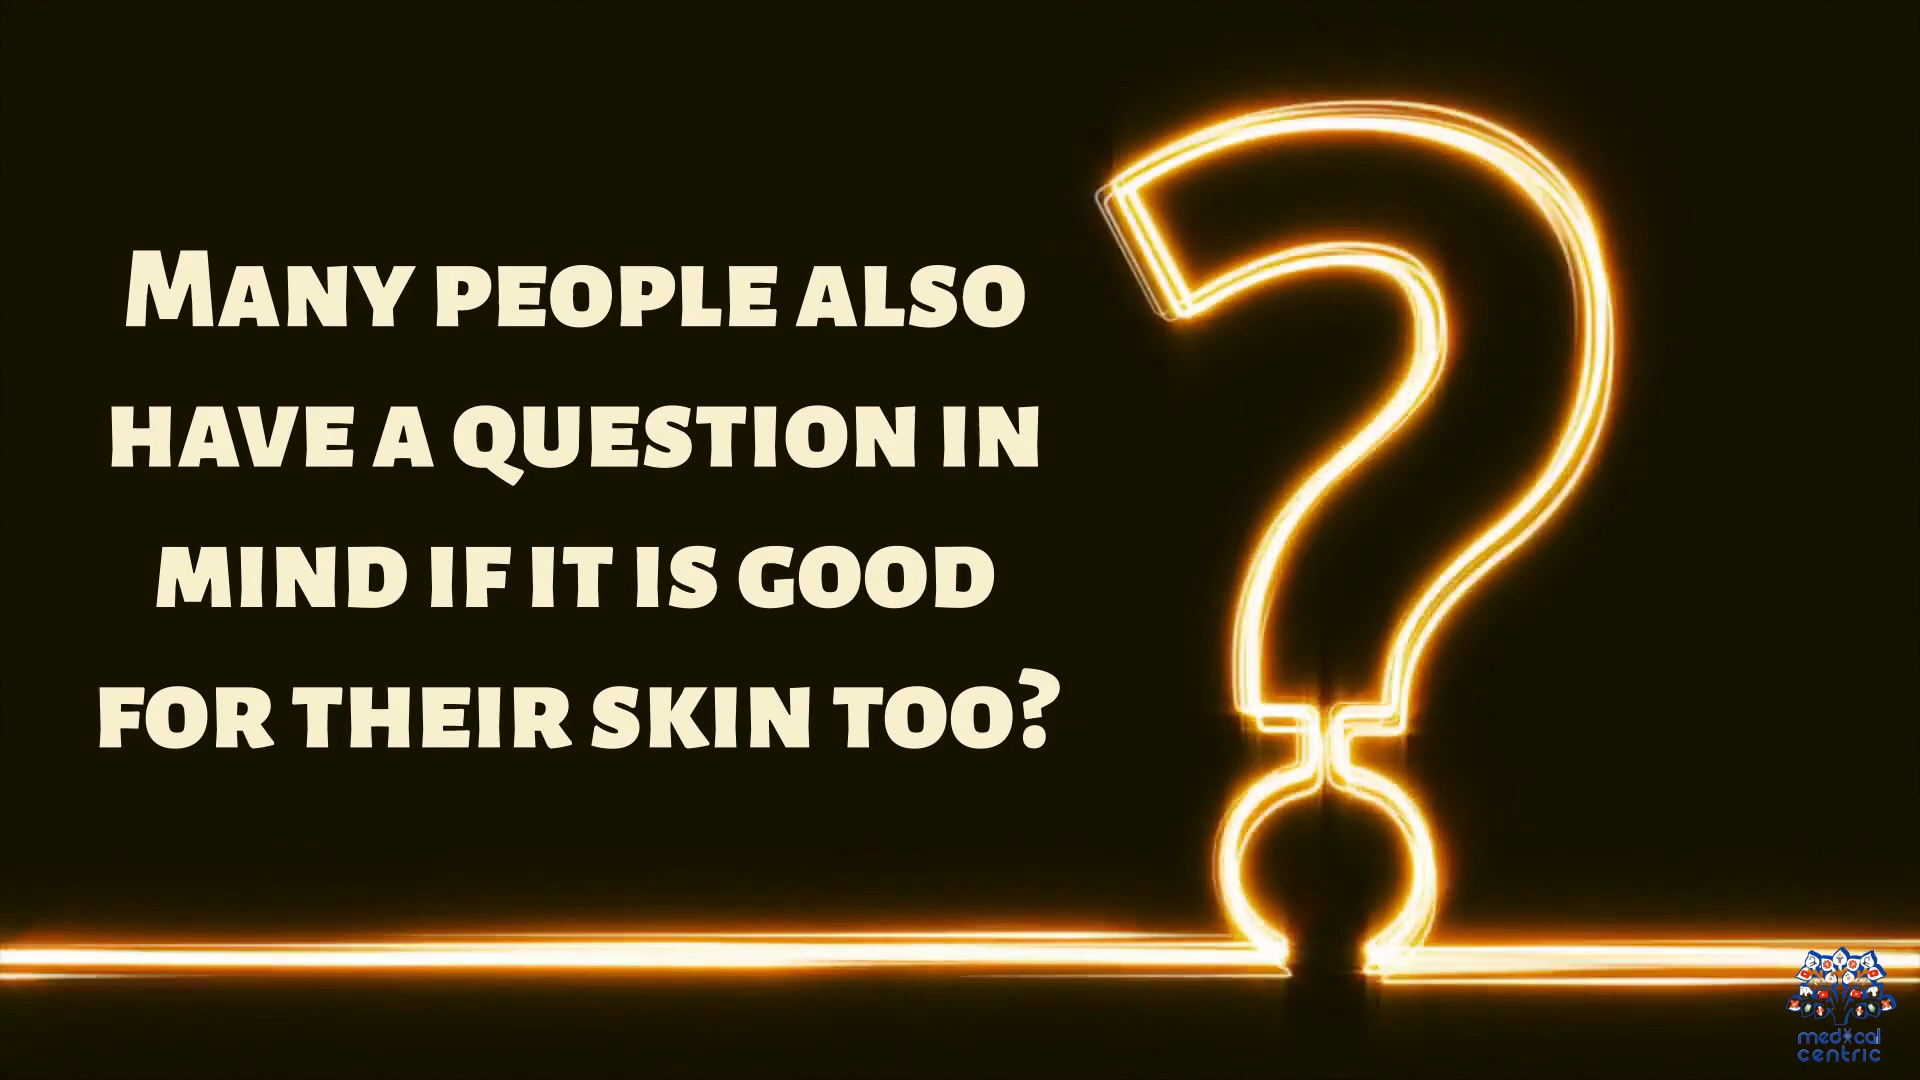 Many people also
have a question in
mind if it is good
for their skin too?
medical
centric